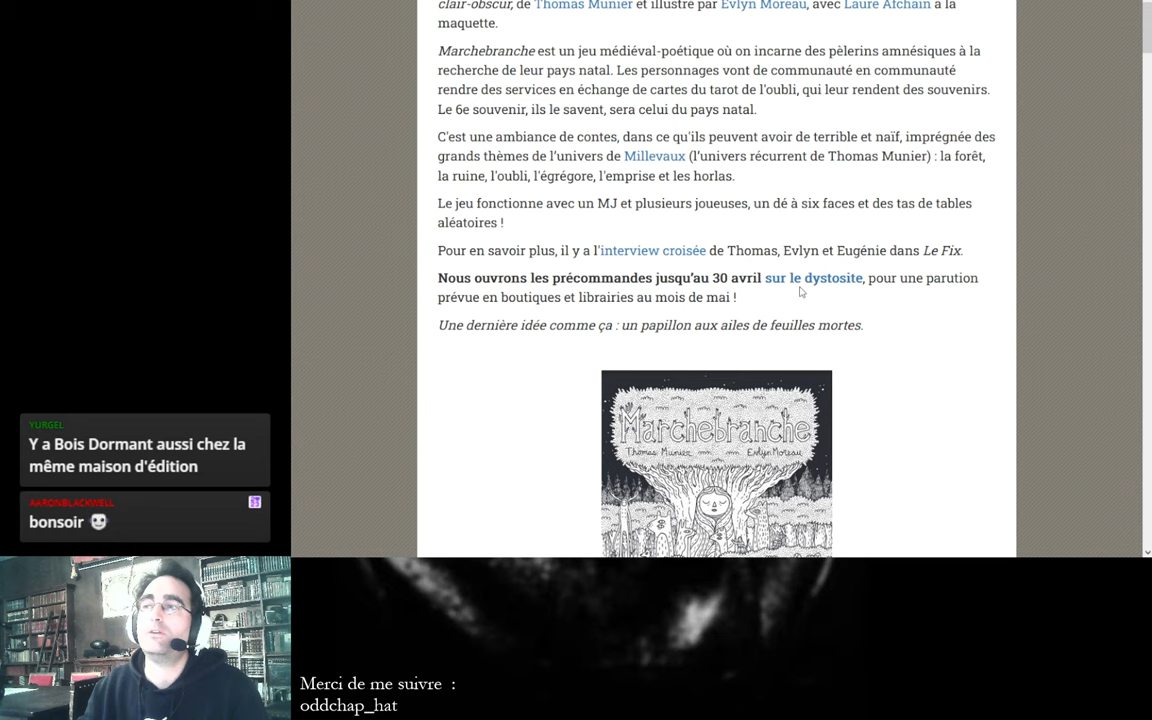 clair-obscur, de Thomas Munier et illustré par Evlyn Moreau, avec Laure Afchain à la
maquette.
Marchebranche est un jeu médiéval-poétique où on incarne des pèlerins amnésiques à la
recherche de leur pays natal. Les personnages vont de communauté en communauté
rendre des services en échange de cartes du tarot de l'oubli, qui leur rendent des souvenirs.
Le 6e souvenir, ils le savent, sera celui du pays natal.
C'est une ambiance de contes, dans ce qu'ils peuvent avoir de terrible et naïf, imprégnée des
grands thèmes de l’univers de Millevaux (l’univers récurrent de Thomas Munier) : la forêt,
la ruine, l'oubli, l'égrégore, l'emprise et les horlas.
Le jeu fonctionne avec un MJ et plusieurs joueuses, un dé à six faces et des tas de tables
aléatoires !
Pour en savoir plus, il y a l'interview croisée de Thomas, Evlyn et Eugénie dans Le Fix.
Nous ouvrons les précommandes jusqu’au 30 avril sur le dystosite, pour une parution
prévue en boutiques et librairies au mois de mai !
Une dernière idée comme ça : un papillon aux ailes de feuilles mortes.
Marchebranche
Thomas Munier Evlyn Moreau
YURGEL
Y a Bois Dormant aussi chez la
même maison d'édition
AARONBLACKWELL
bonsoir
Merci de me suivre :
oddchap_hat